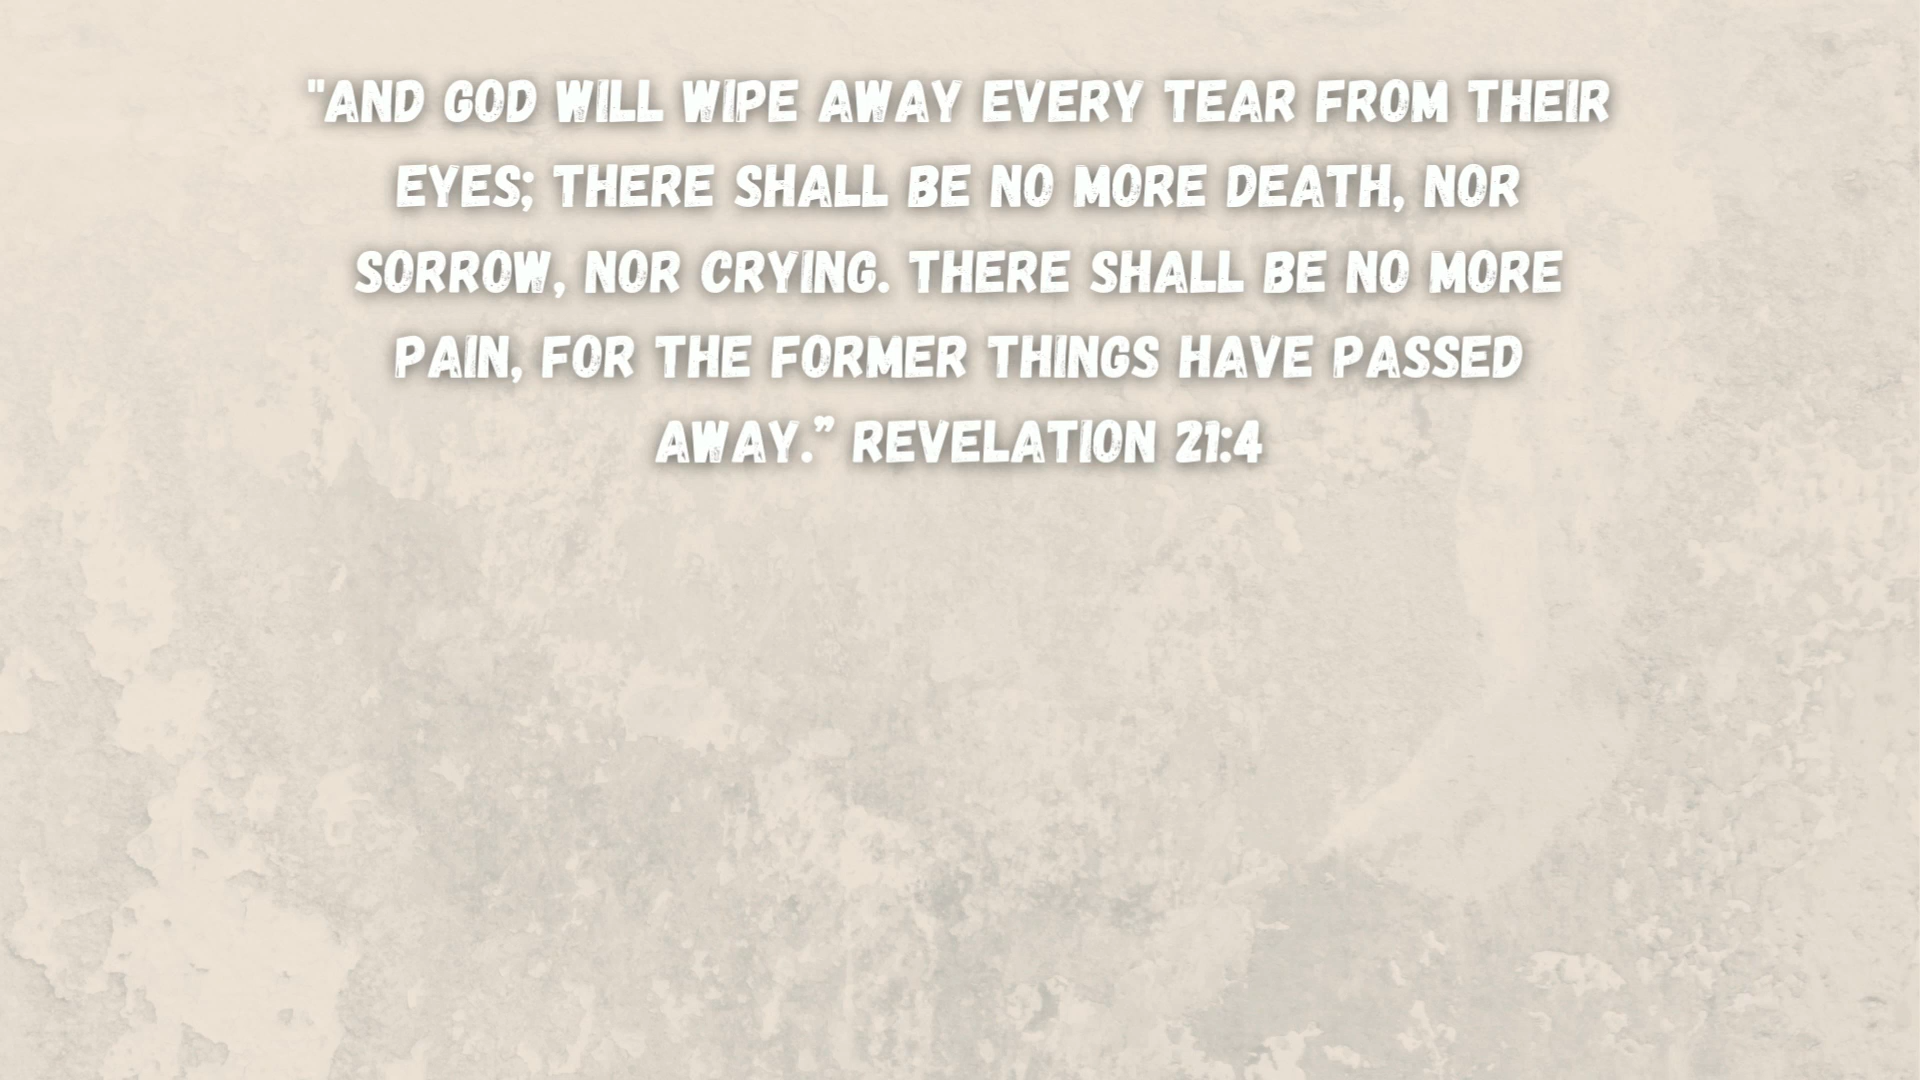 "AND GOD WILL WIPE AWAY EVERY TEAR FROM THEIR
EYES; THERE SHALL BE NO MORE DEATH, NOR
SORROW, NOR CRYING. THERE SHALL BE NO MORE
PAIN, FOR THE FORMER THINGS HAVE PASSED
AWAY.” REVELATION 21:4